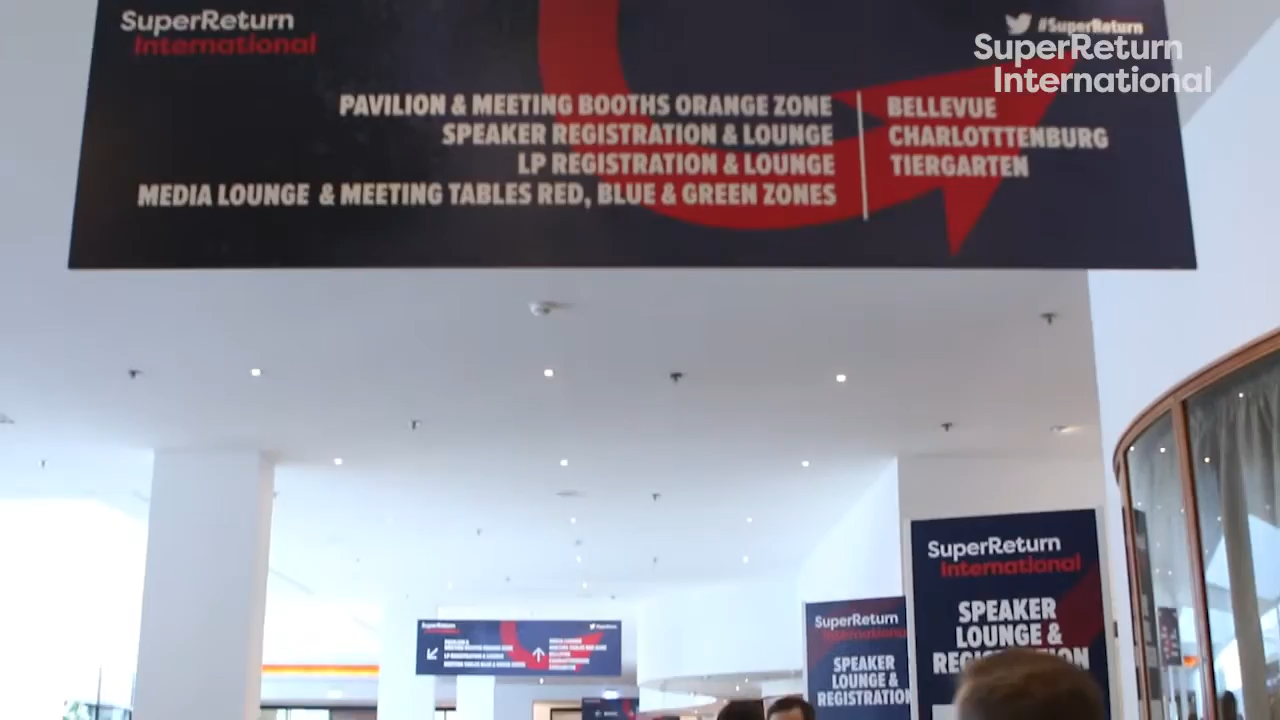 SuperReturn
International
#SuperReturn
SuperReturn
International
PAVILION & MEETING BOOTHS ORANGE ZONE
SPEAKER REGISTRATION & LOUNGE
LP REGISTRATION & LOUNGE
MEDIA LOUNGE & MEETING TABLES RED, BLUE & GREEN ZONES
BELLEVUE
CHARLOTTTENBURG
TIERGARTEN
SuperReturn
International
SPEAKER
LOUNGE &
SuperReturn
International
SPEAKER
LOUNGE &
REGISTRATION
SuperReturn